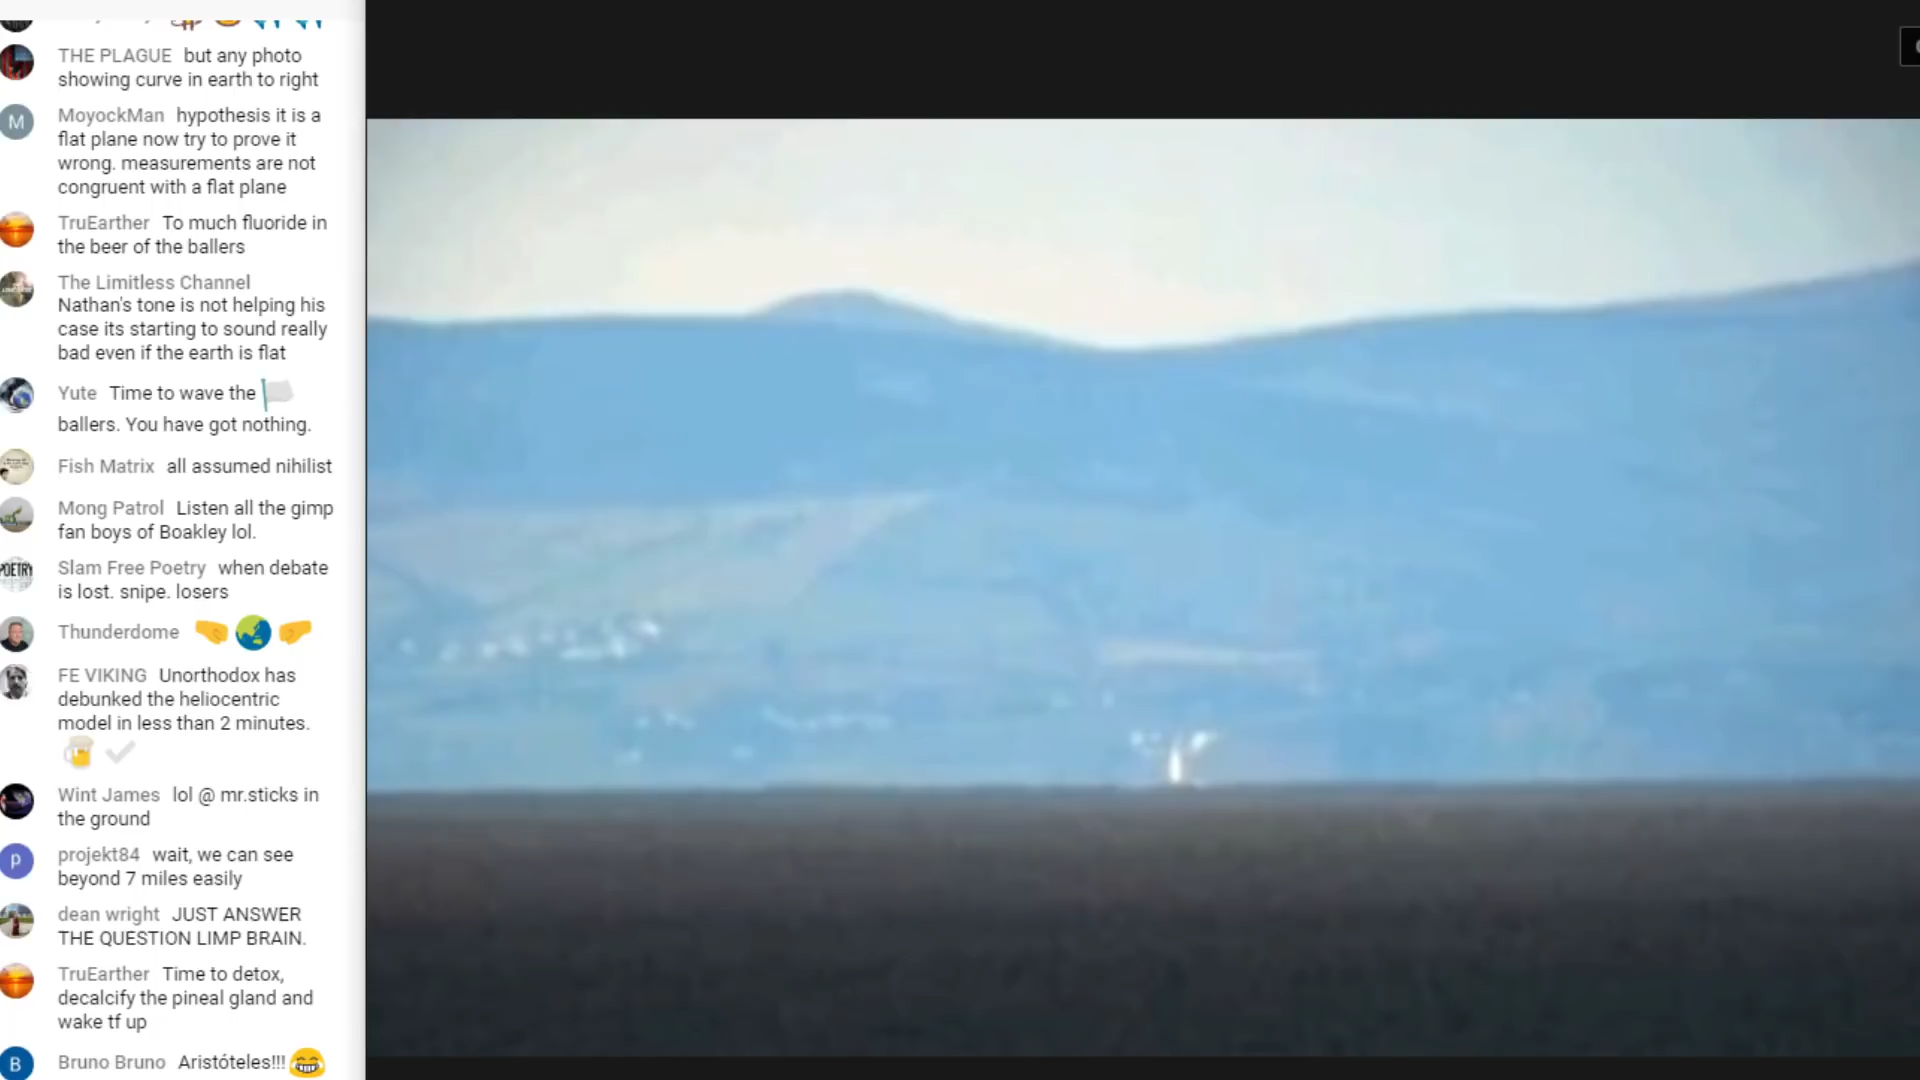 THE PLAGUE but any photo
showing curve in earth to right
M
MoyockMan hypothesis it is a
flat plane now try to prove it
wrong. measurements are not
congruent with a flat plane
TruEarther To much fluoride in
the beer of the ballers
The Limitless Channel
Nathan's tone is not helping his
case its starting to sound really
bad even if the earth is flat
Yute Time to wave the
ballers. You have got nothing.
Fish Matrix all assumed nihilist
Mong Patrol Listen all the gimp
fan boys of Boakley lol.
POETRY
Slam Free Poetry when debate
is lost. snipe. losers
Thunderdome
FE VIKING Unorthodox has
debunked the heliocentric
model in less than 2 minutes.
Wint James lol @ mr.sticks in
the ground
p
projekt84 wait, we can see
beyond 7 miles easily
dean wright JUST ANSWER
THE QUESTION LIMP BRAIN.
TruEarther Time to detox,
decalcify the pineal gland and
wake tf up
B
Bruno Bruno Aristóteles!!!